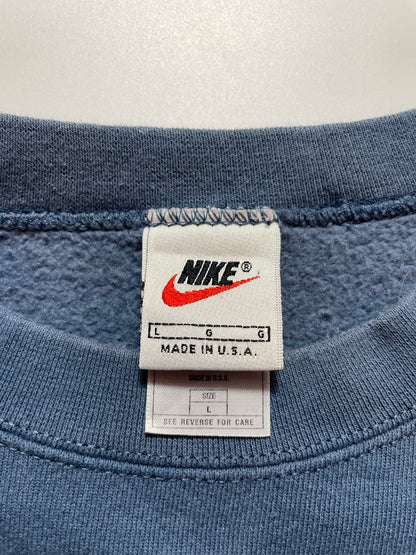 NIKE®
L G G
MADE IN U.S.A.
MADE IN U.S.A.
SIZE
L
SEE REVERSE FOR CARE